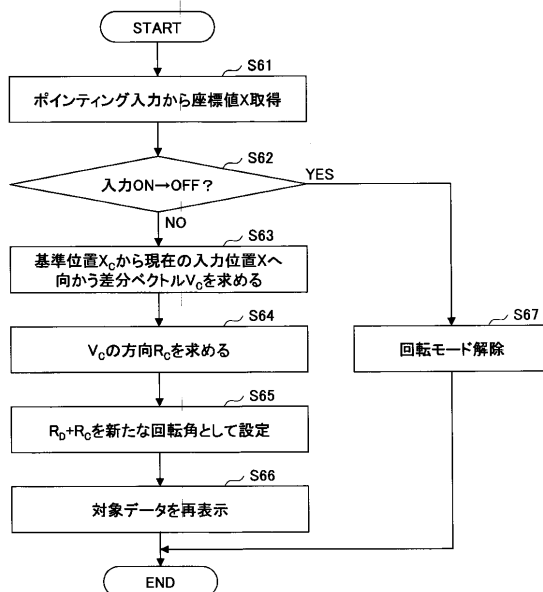 START
S61
ポインティング入力から座標値X取得
S62
入力ON→OFF？
YES
NO
S63
基準位置XCから現在の入力位置Xへ
向かう差分ベクトルVCを求める
S64
VCの方向RCを求める
S65
RD+RCを新たな回転角として設定
S66
対象データを再表示
S67
回転モード解除
END